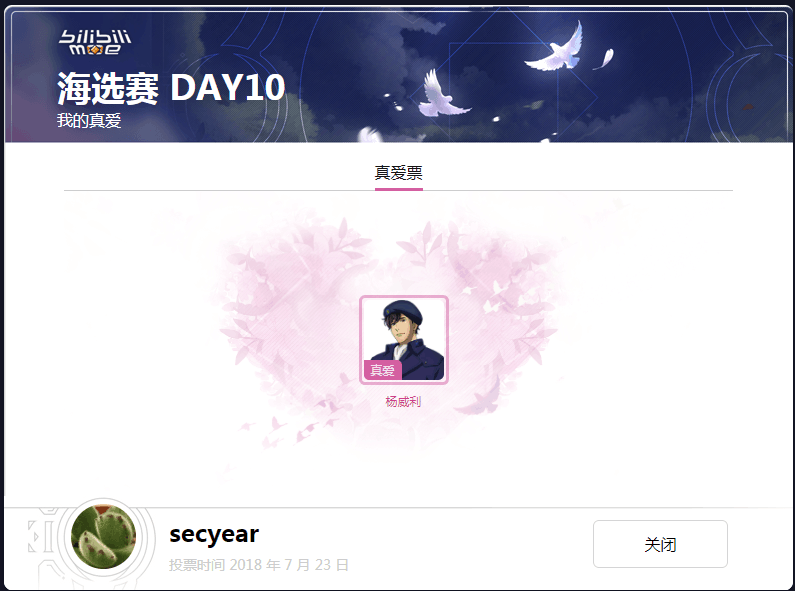 bilibili
moe
海选赛 DAY10
我的真爱
真爱票
真爱
杨威利
secyear
投票时间 2018 年 7 月 23 日
关闭